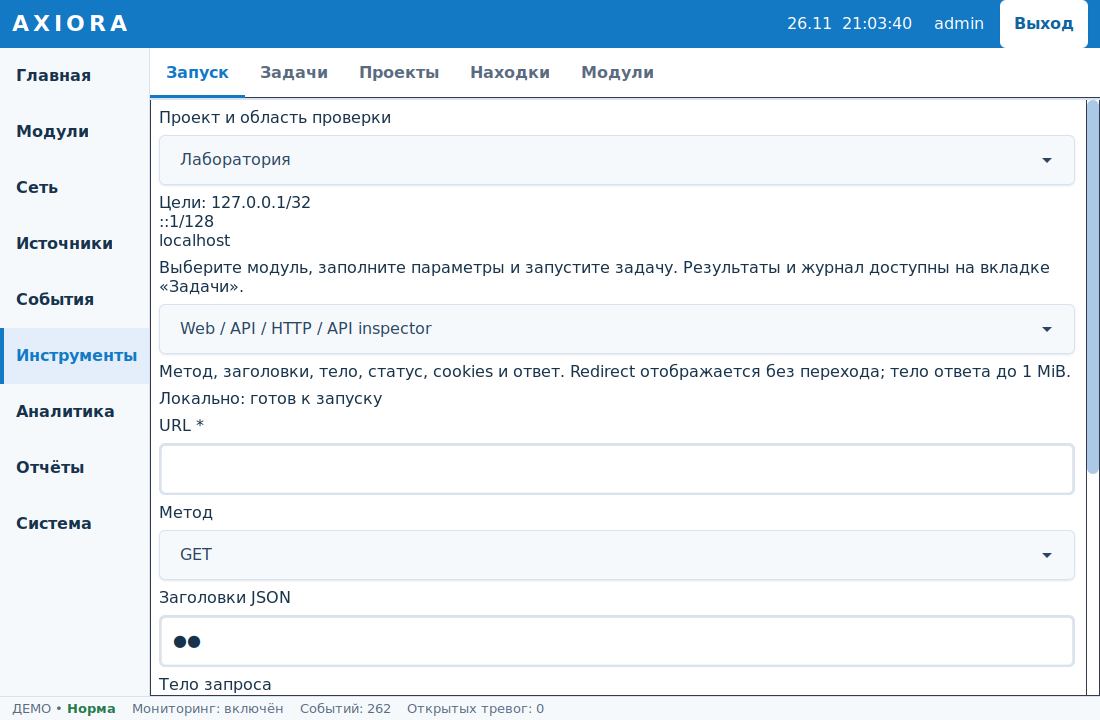 AXIORA
26.11 21:03:40 admin Выход
Главная
Модули
Сеть
Источники
События
Инструменты
Аналитика
Отчёты
Система
Запуск Задачи Проекты Находки Модули
Проект и область проверки
Лаборатория
Цели: 127.0.0.1/32
::1/128
localhost
Выберите модуль, заполните параметры и запустите задачу. Результаты и журнал доступны на вкладке
«Задачи».
Web / API / HTTP / API inspector
Метод, заголовки, тело, статус, cookies и ответ. Redirect отображается без перехода; тело ответа до 1 MiB.
Локально: готов к запуску
URL *
Метод
GET
Заголовки JSON
●●
Тело запроса
ДЕМО • Норма Мониторинг: включён Событий: 262 Открытых тревог: 0